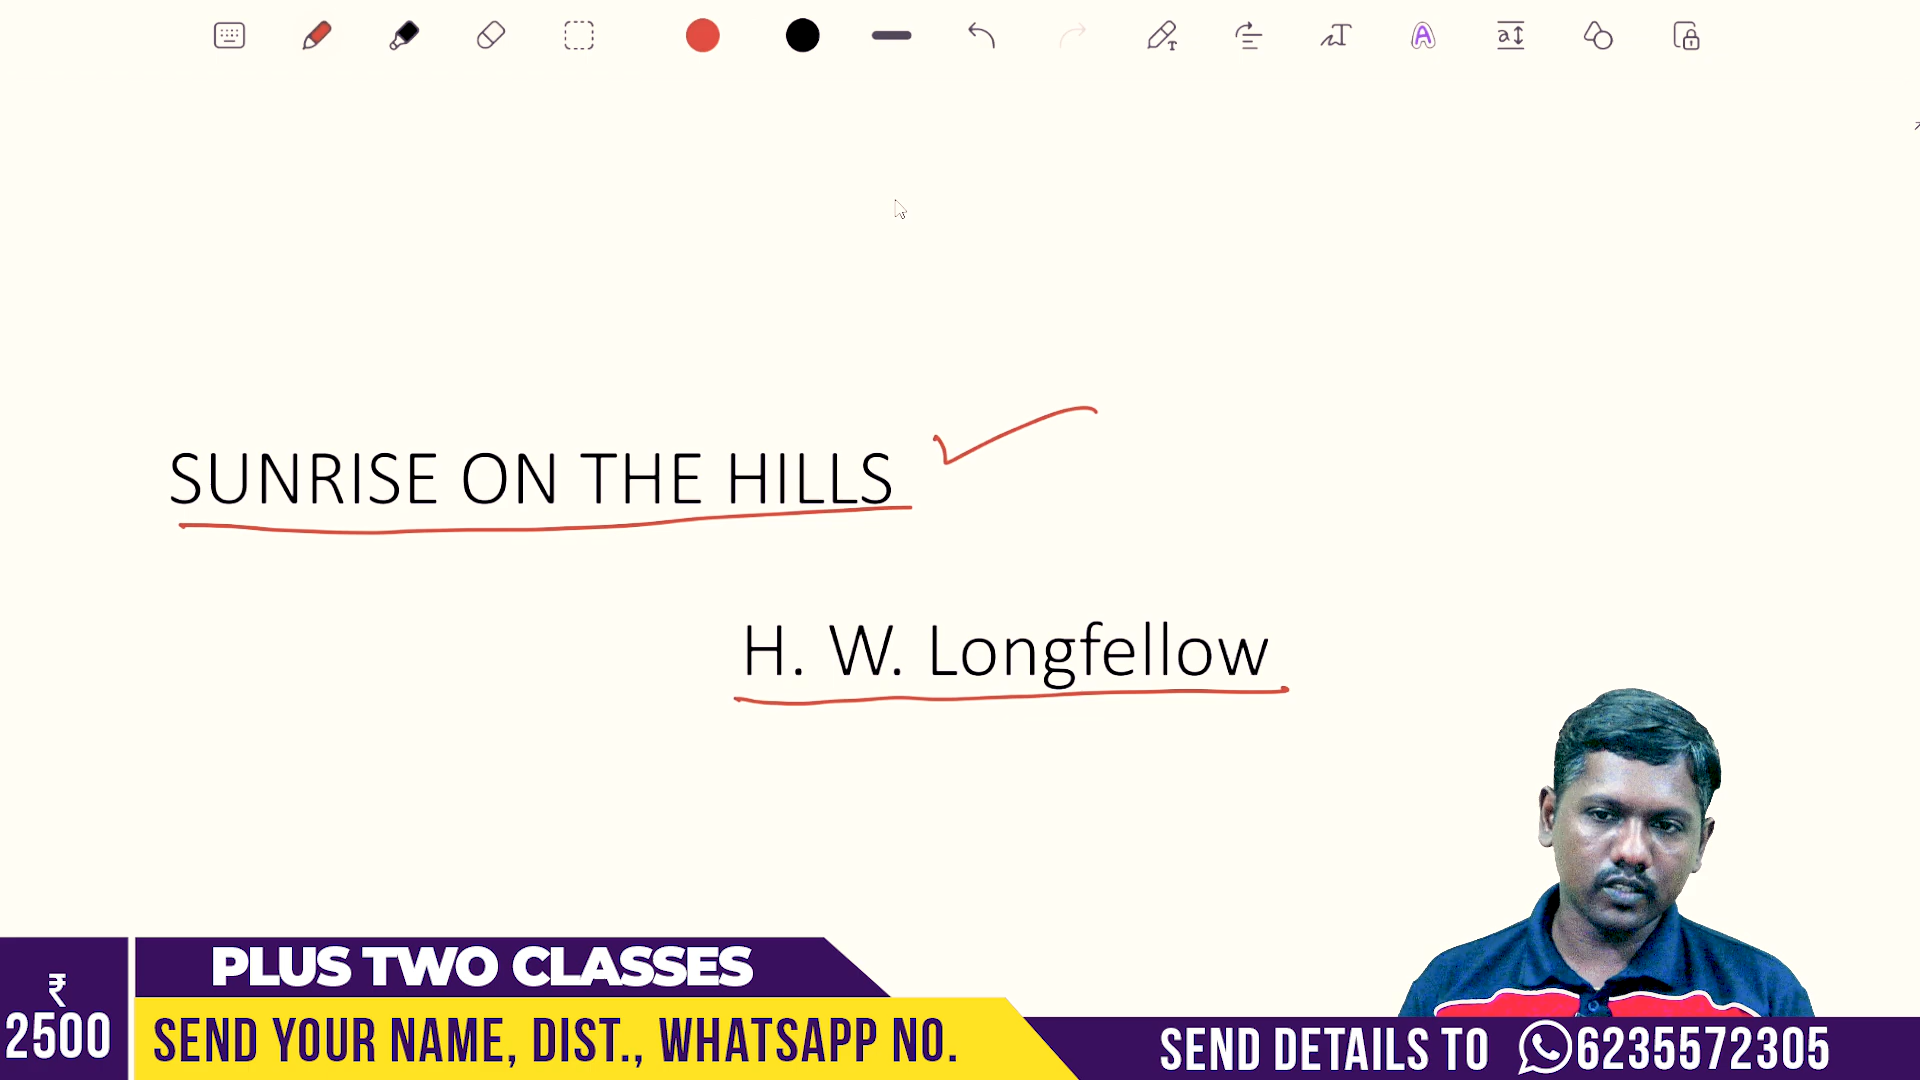 SUNRISE ON THE HILLS
H. W. Longfellow
PLUS TWO CLASSES
₹
2500
SEND YOUR NAME, DIST., WHATSAPP NO.
SEND DETAILS TO 6235572305